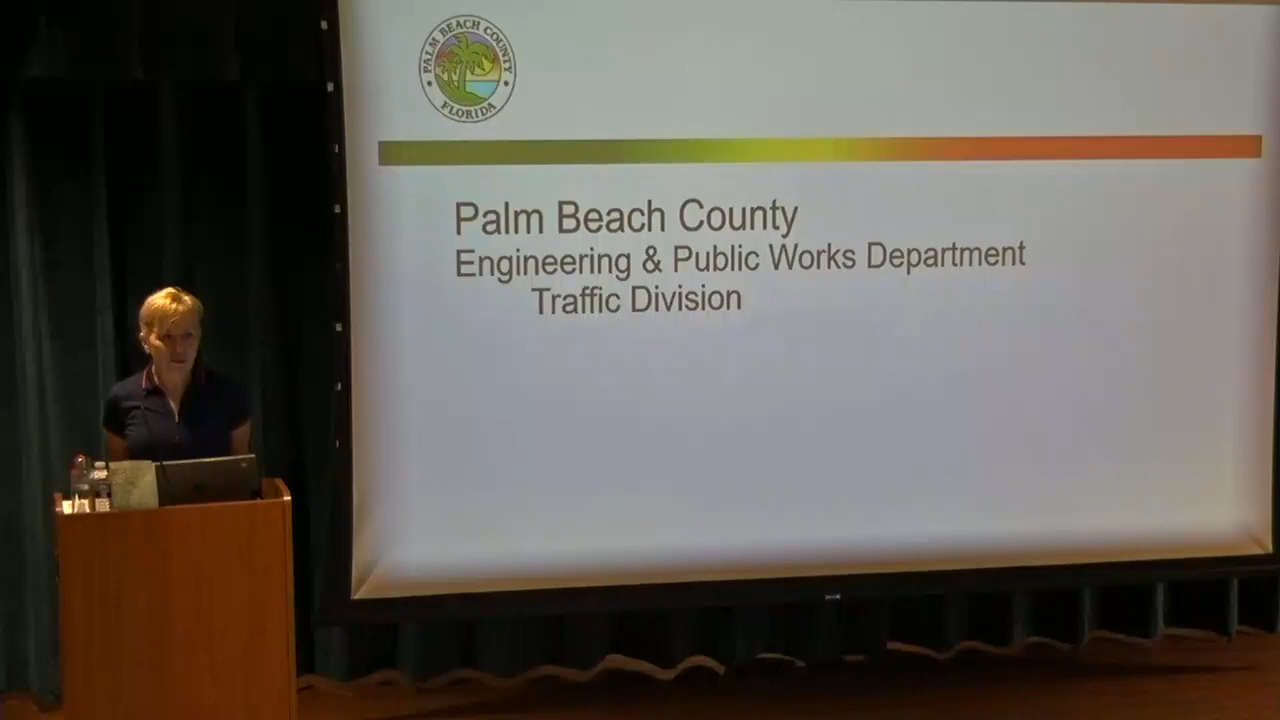 PALM BEACH COUNTY
FLORIDA
Palm Beach County
Engineering & Public Works Department
Traffic Division